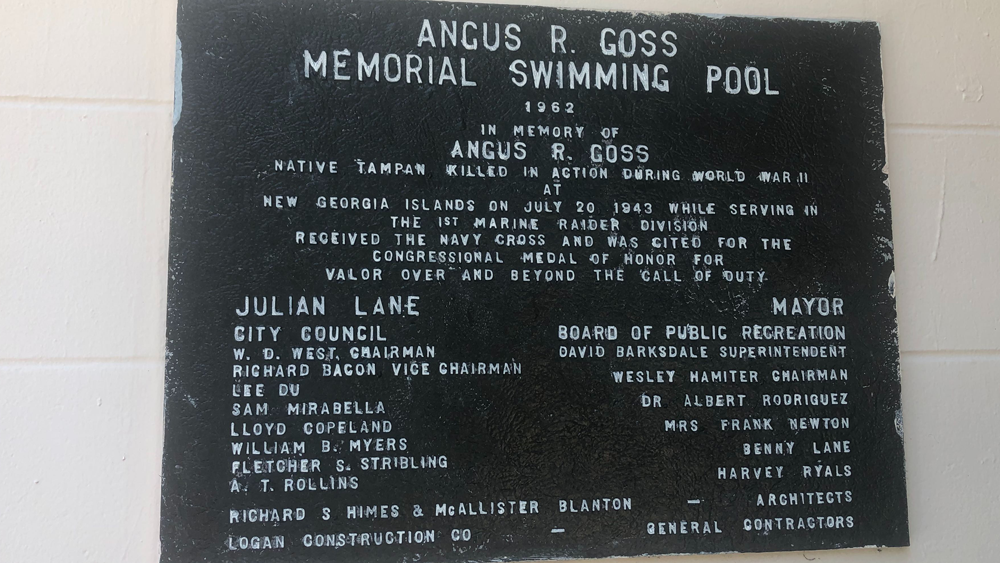 ANGUS R. GOSS
MEMORIAL SWIMMING POOL
1962
IN MEMORY OF
ANGUS R. GOSS
NATIVE TAMPAN KILLED IN ACTION DURING WORLD WAR II
AT
NEW GEORGIA ISLANDS ON JULY 20 1943 WHILE SERVING IN
THE 1ST MARINE RAIDER DIVISION
RECEIVED THE NAVY CROSS AND WAS CITED FOR THE
CONGRESSIONAL MEDAL OF HONOR FOR
VALOR OVER AND BEYOND THE CALL OF DUTY
JULIAN LANE MAYOR
CITY COUNCIL BOARD OF PUBLIC RECREATION
W. D. WEST, CHAIRMAN DAVID BARKSDALE SUPERINTENDENT
RICHARD BACON VICE CHAIRMAN WESLEY HAMITER CHAIRMAN
LEE DU
SAM MIRABELLA DR ALBERT RODRIGUEZ
LLOYD COPELAND MRS FRANK NEWTON
WILLIAM B. MYERS BENNY LANE
FLETCHER S. STRIBLING HARVEY RYALS
A. T. ROLLINS
RICHARD S HIMES & McALLISTER BLANTON — ARCHITECTS
LOGAN CONSTRUCTION CO — GENERAL CONTRACTORS